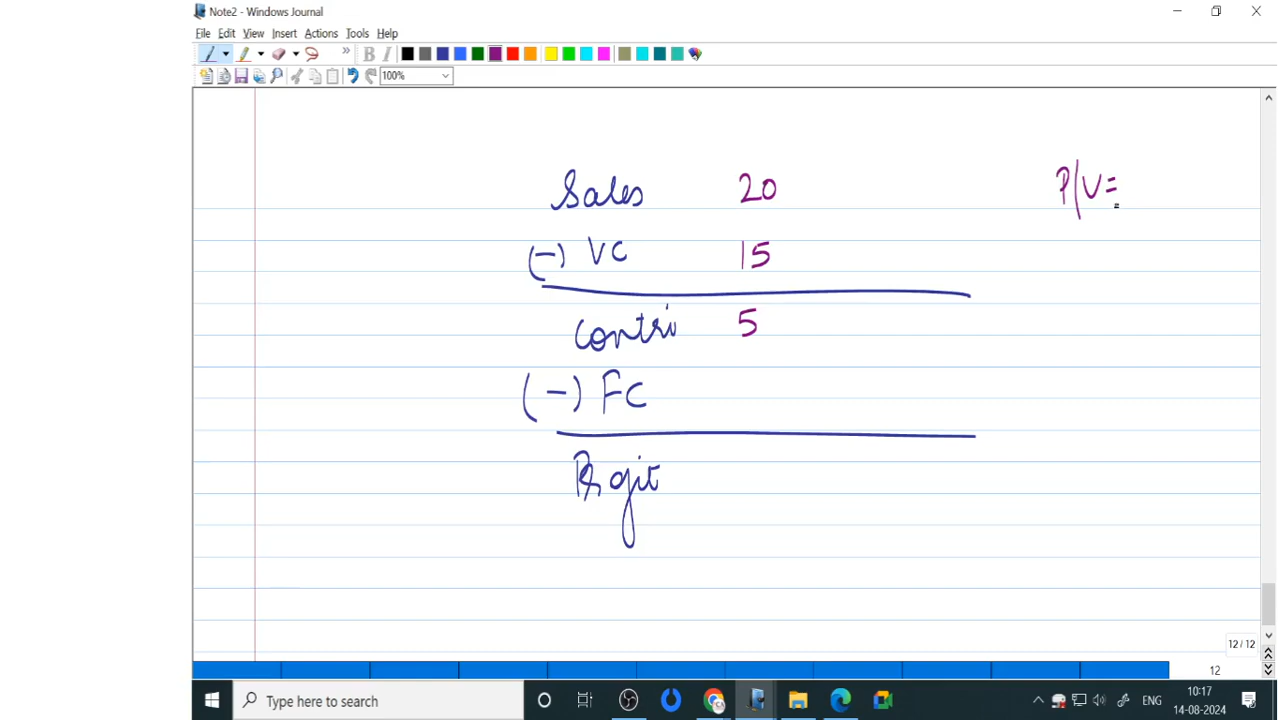 Note2 - Windows Journal
File Edit View Insert Actions Tools Help
B I
100%
Sales 20 P/V=
(-) VC 15
Contri 5
(-) FC
Profit
12/12
12
Type here to search
ENG
10:17
14-08-2024